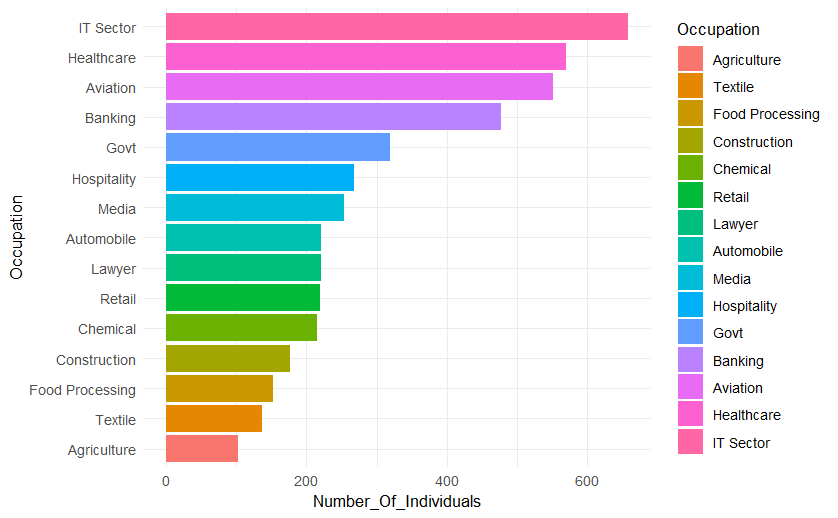 IT Sector
Healthcare
Aviation
Banking
Govt
Hospitality
Media
Automobile
Lawyer
Retail
Chemical
Construction
Food Processing
Textile
Agriculture
Occupation
0 200 400 600
Number_Of_Individuals
Occupation
Agriculture
Textile
Food Processing
Construction
Chemical
Retail
Lawyer
Automobile
Media
Hospitality
Govt
Banking
Aviation
Healthcare
IT Sector